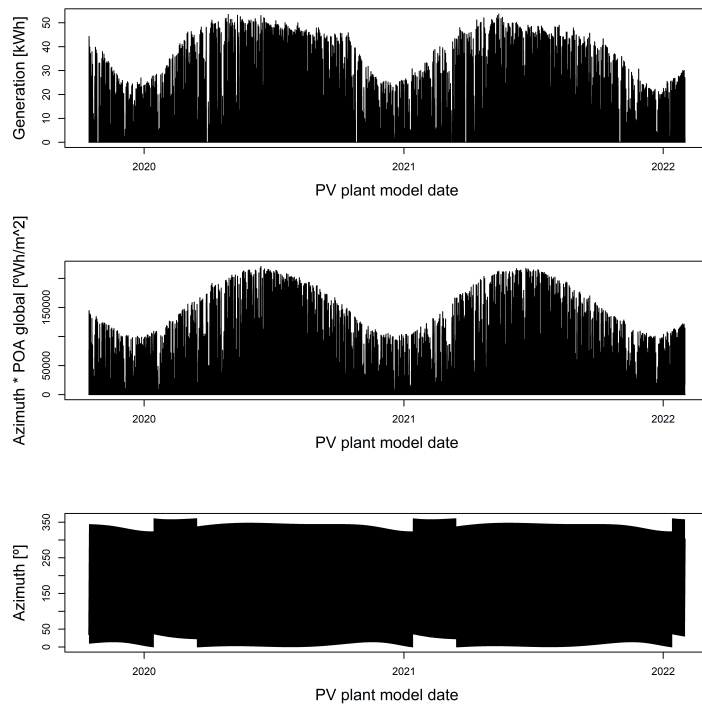 Generation [kWh]
50
40
30
20
10
0
2020 2021 2022
PV plant model date
Azimuth * POA global [ºWh/m^2]
150000
50000
0
2020 2021 2022
PV plant model date
Azimuth [º]
350
250
150
50
0
2020 2021 2022
PV plant model date